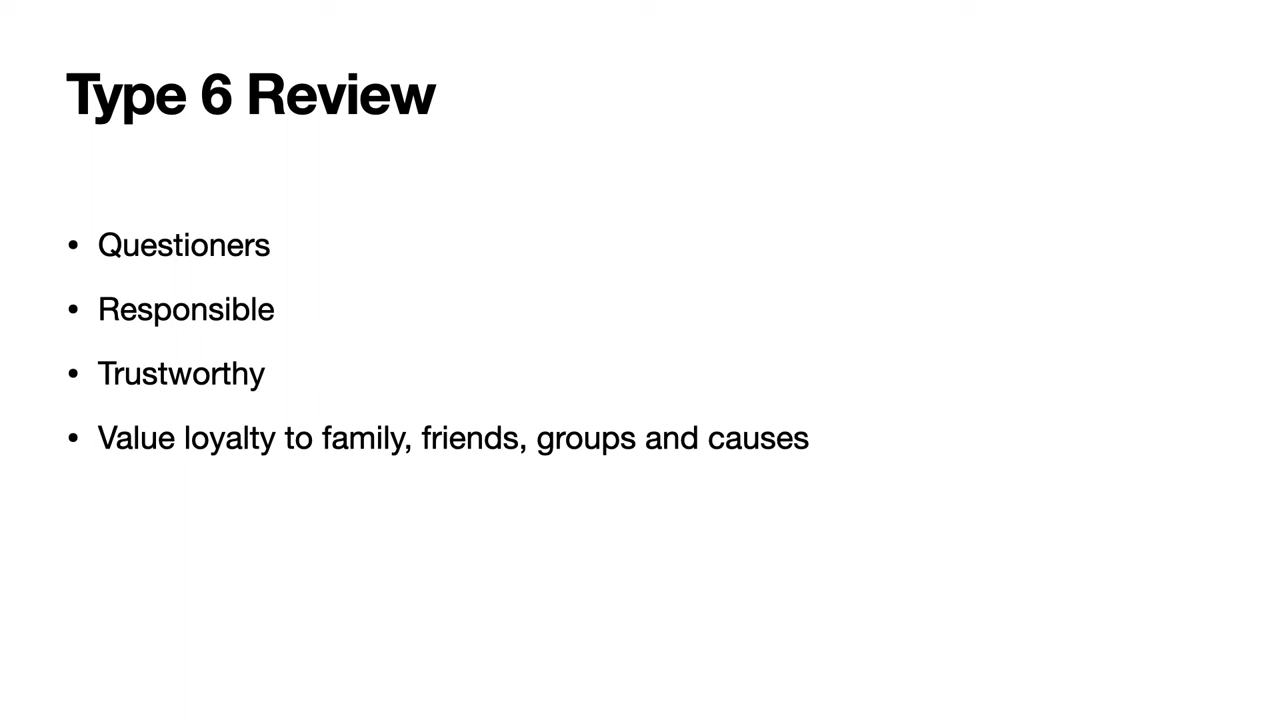 Type 6 Review
• Questioners
• Responsible
• Trustworthy
• Value loyalty to family, friends, groups and causes